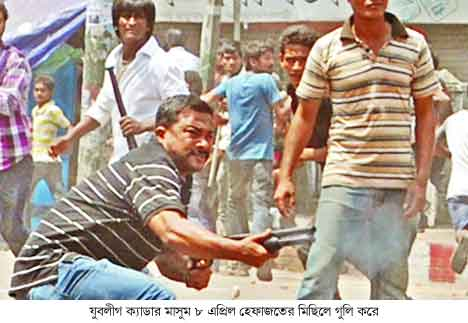 যুবলীগ ক্যাডার মাসুম ৮ এপ্রিল হেফাজতের মিছিলে গুলি করে